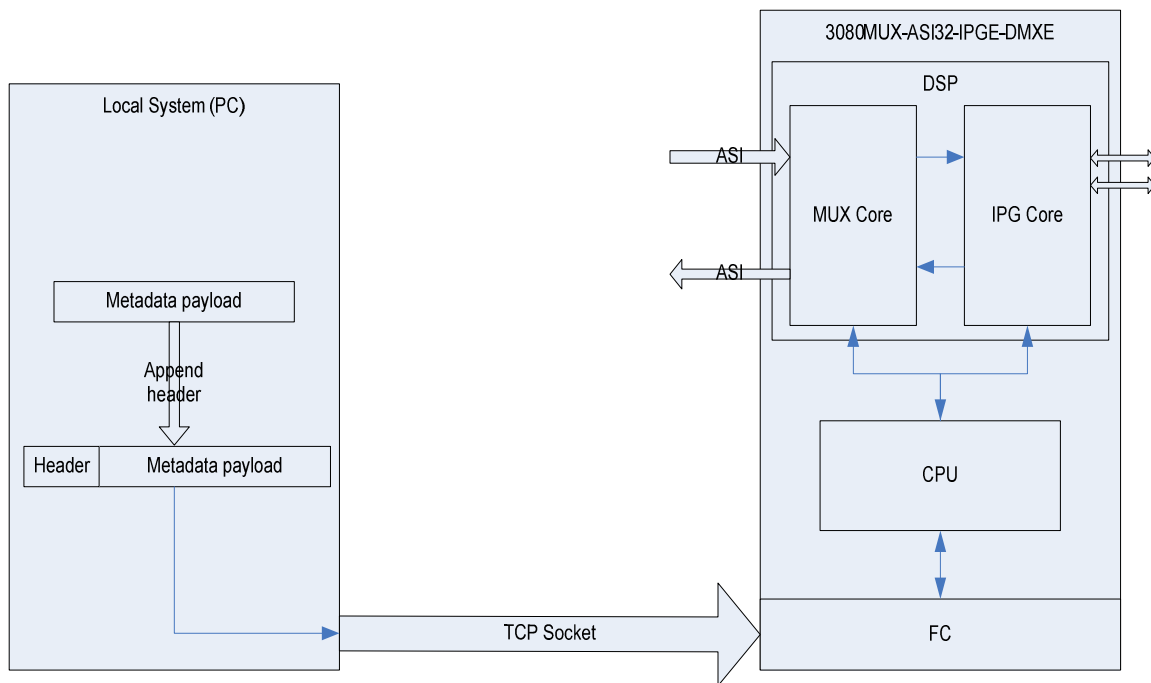 3080MUX-ASI32-IPGE-DMXE
DSP
Local System (PC)
ASI
MUX Core
IPG Core
ASI
Metadata payload
Append
header
Header
Metadata payload
CPU
TCP Socket
FC